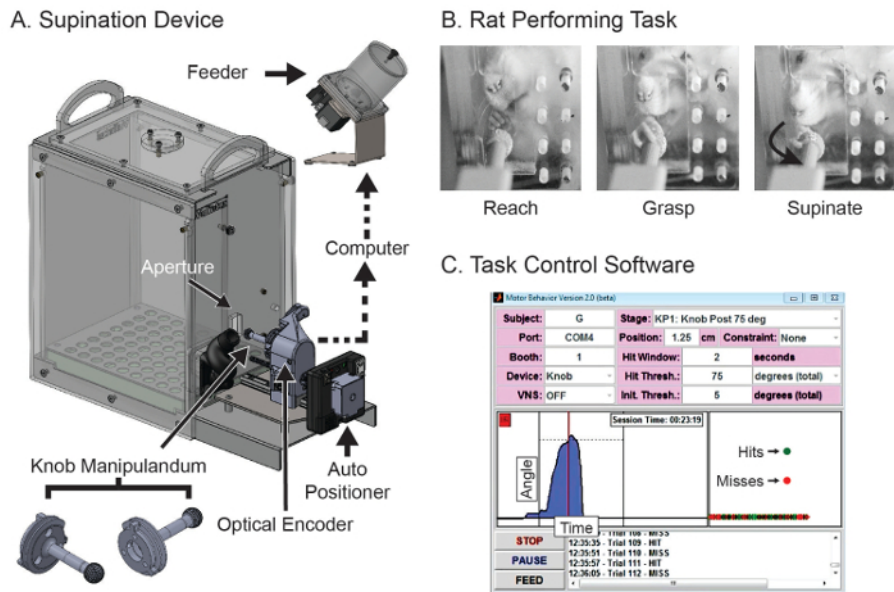 A. Supination Device
Feeder
Aperture
Computer
Knob Manipulandum
Auto
Positioner
Optical Encoder
B. Rat Performing Task
Reach
Grasp
Supinate
C. Task Control Software
Motor Behavior Version 2.0 (beta)
Subject: G Stage: KP1: Knob Post 75 deg
Port: COM4 Position: 1.25 cm Constraint: None
Booth: 1 Hit Window: 2 seconds
Device: Knob Hit Thresh.: 75 degrees (total)
VNS: OFF Init. Thresh.: 5 degrees (total)
Session Time: 00:23:19
Angle
Time
Hits
Misses
STOP
PAUSE
FEED
Trial 108 - MISS
12:35:35 - Trial 109 - HIT
12:35:51 - Trial 110 - MISS
12:35:57 - Trial 111 - HIT
12:36:05 - Trial 112 - MISS